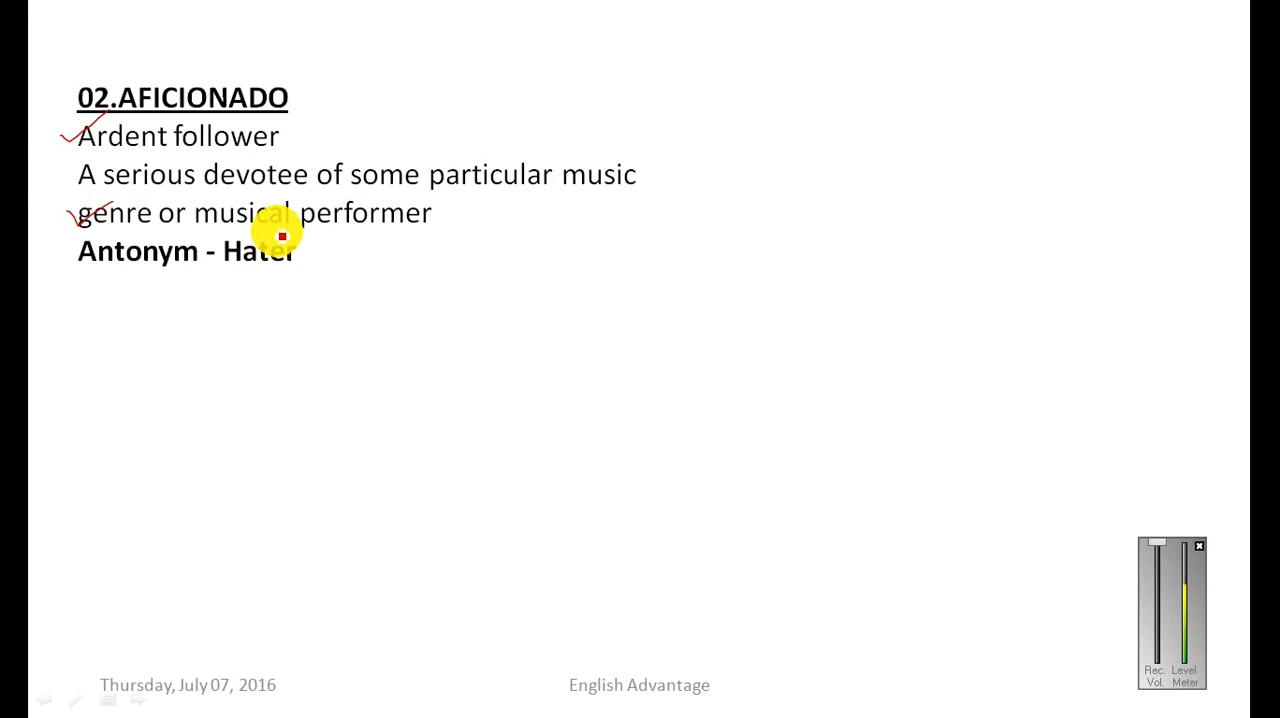 02.AFICIONADO
Ardent follower
A serious devotee of some particular music
genre or musical performer
Antonym - Hater
Rec. Level
Vol. Meter
Thursday, July 07, 2016
English Advantage